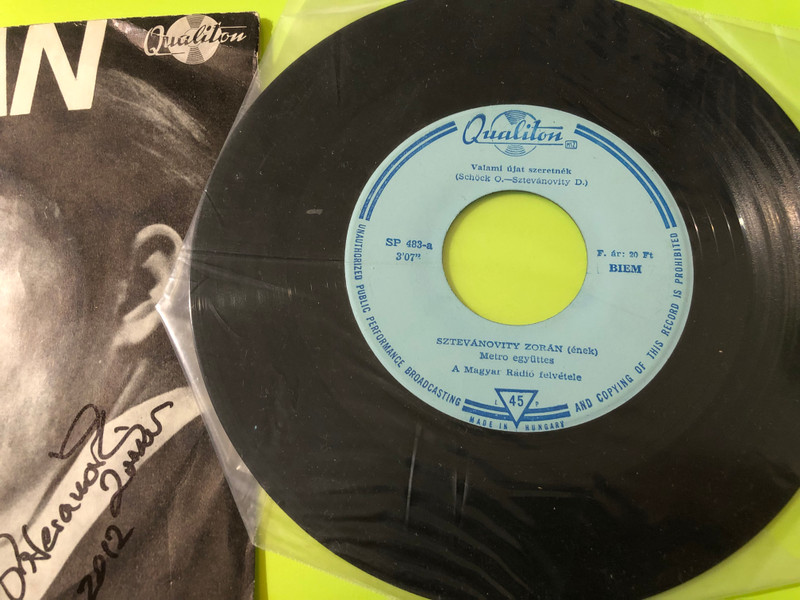 AN
Qualiton
Sztevanovity Zorán
2012
Qualiton
Valami újat szeretnék
(Schöck O.—Sztevánovity D.)
SP 483-a
3'07"
F. ár: 20 Ft
BIEM
SZTEVÁNOVITY ZORÁN (ének)
Metro együttes
A Magyar Rádió felvétele
UNAUTHORIZED PUBLIC PERFORMANCE BROADCASTING AND COPYING OF THIS RECORD IS PROHIBITED
L 45 P
MADE IN HUNGARY